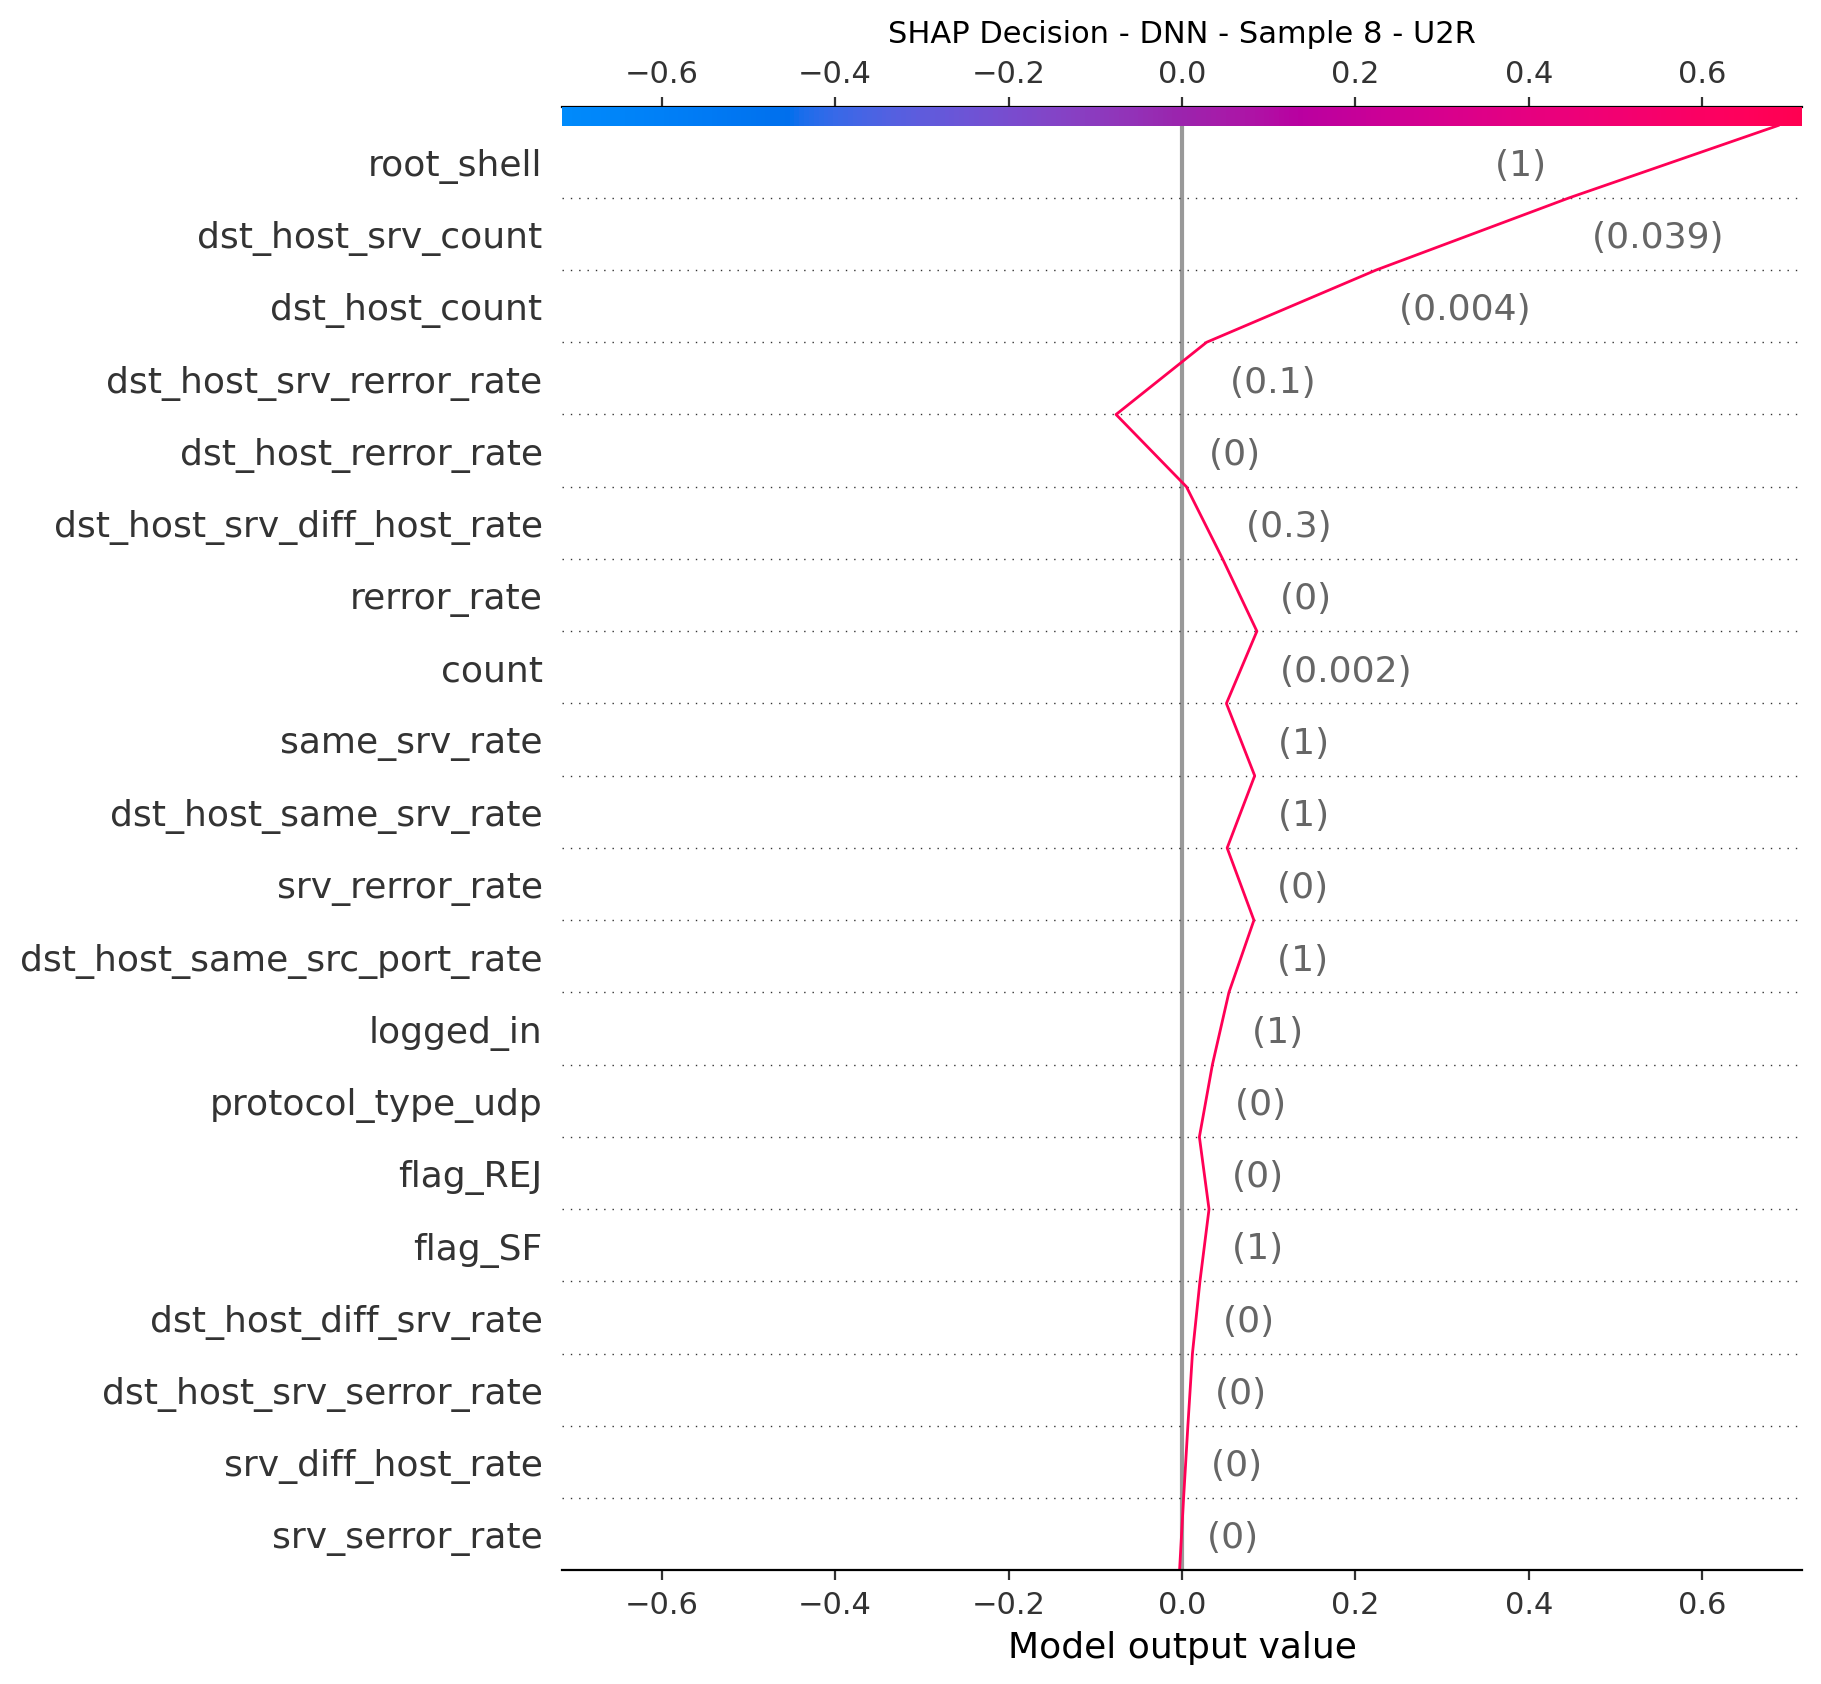 SHAP Decision - DNN - Sample 8 - U2R
−0.6 −0.4 −0.2 0.0 0.2 0.4 0.6
root_shell (1)
dst_host_srv_count (0.039)
dst_host_count (0.004)
dst_host_srv_rerror_rate (0.1)
dst_host_rerror_rate (0)
dst_host_srv_diff_host_rate (0.3)
rerror_rate (0)
count (0.002)
same_srv_rate (1)
dst_host_same_srv_rate (1)
srv_rerror_rate (0)
dst_host_same_src_port_rate (1)
logged_in (1)
protocol_type_udp (0)
flag_REJ (0)
flag_SF (1)
dst_host_diff_srv_rate (0)
dst_host_srv_serror_rate (0)
srv_diff_host_rate (0)
srv_serror_rate (0)
−0.6 −0.4 −0.2 0.0 0.2 0.4 0.6
Model output value